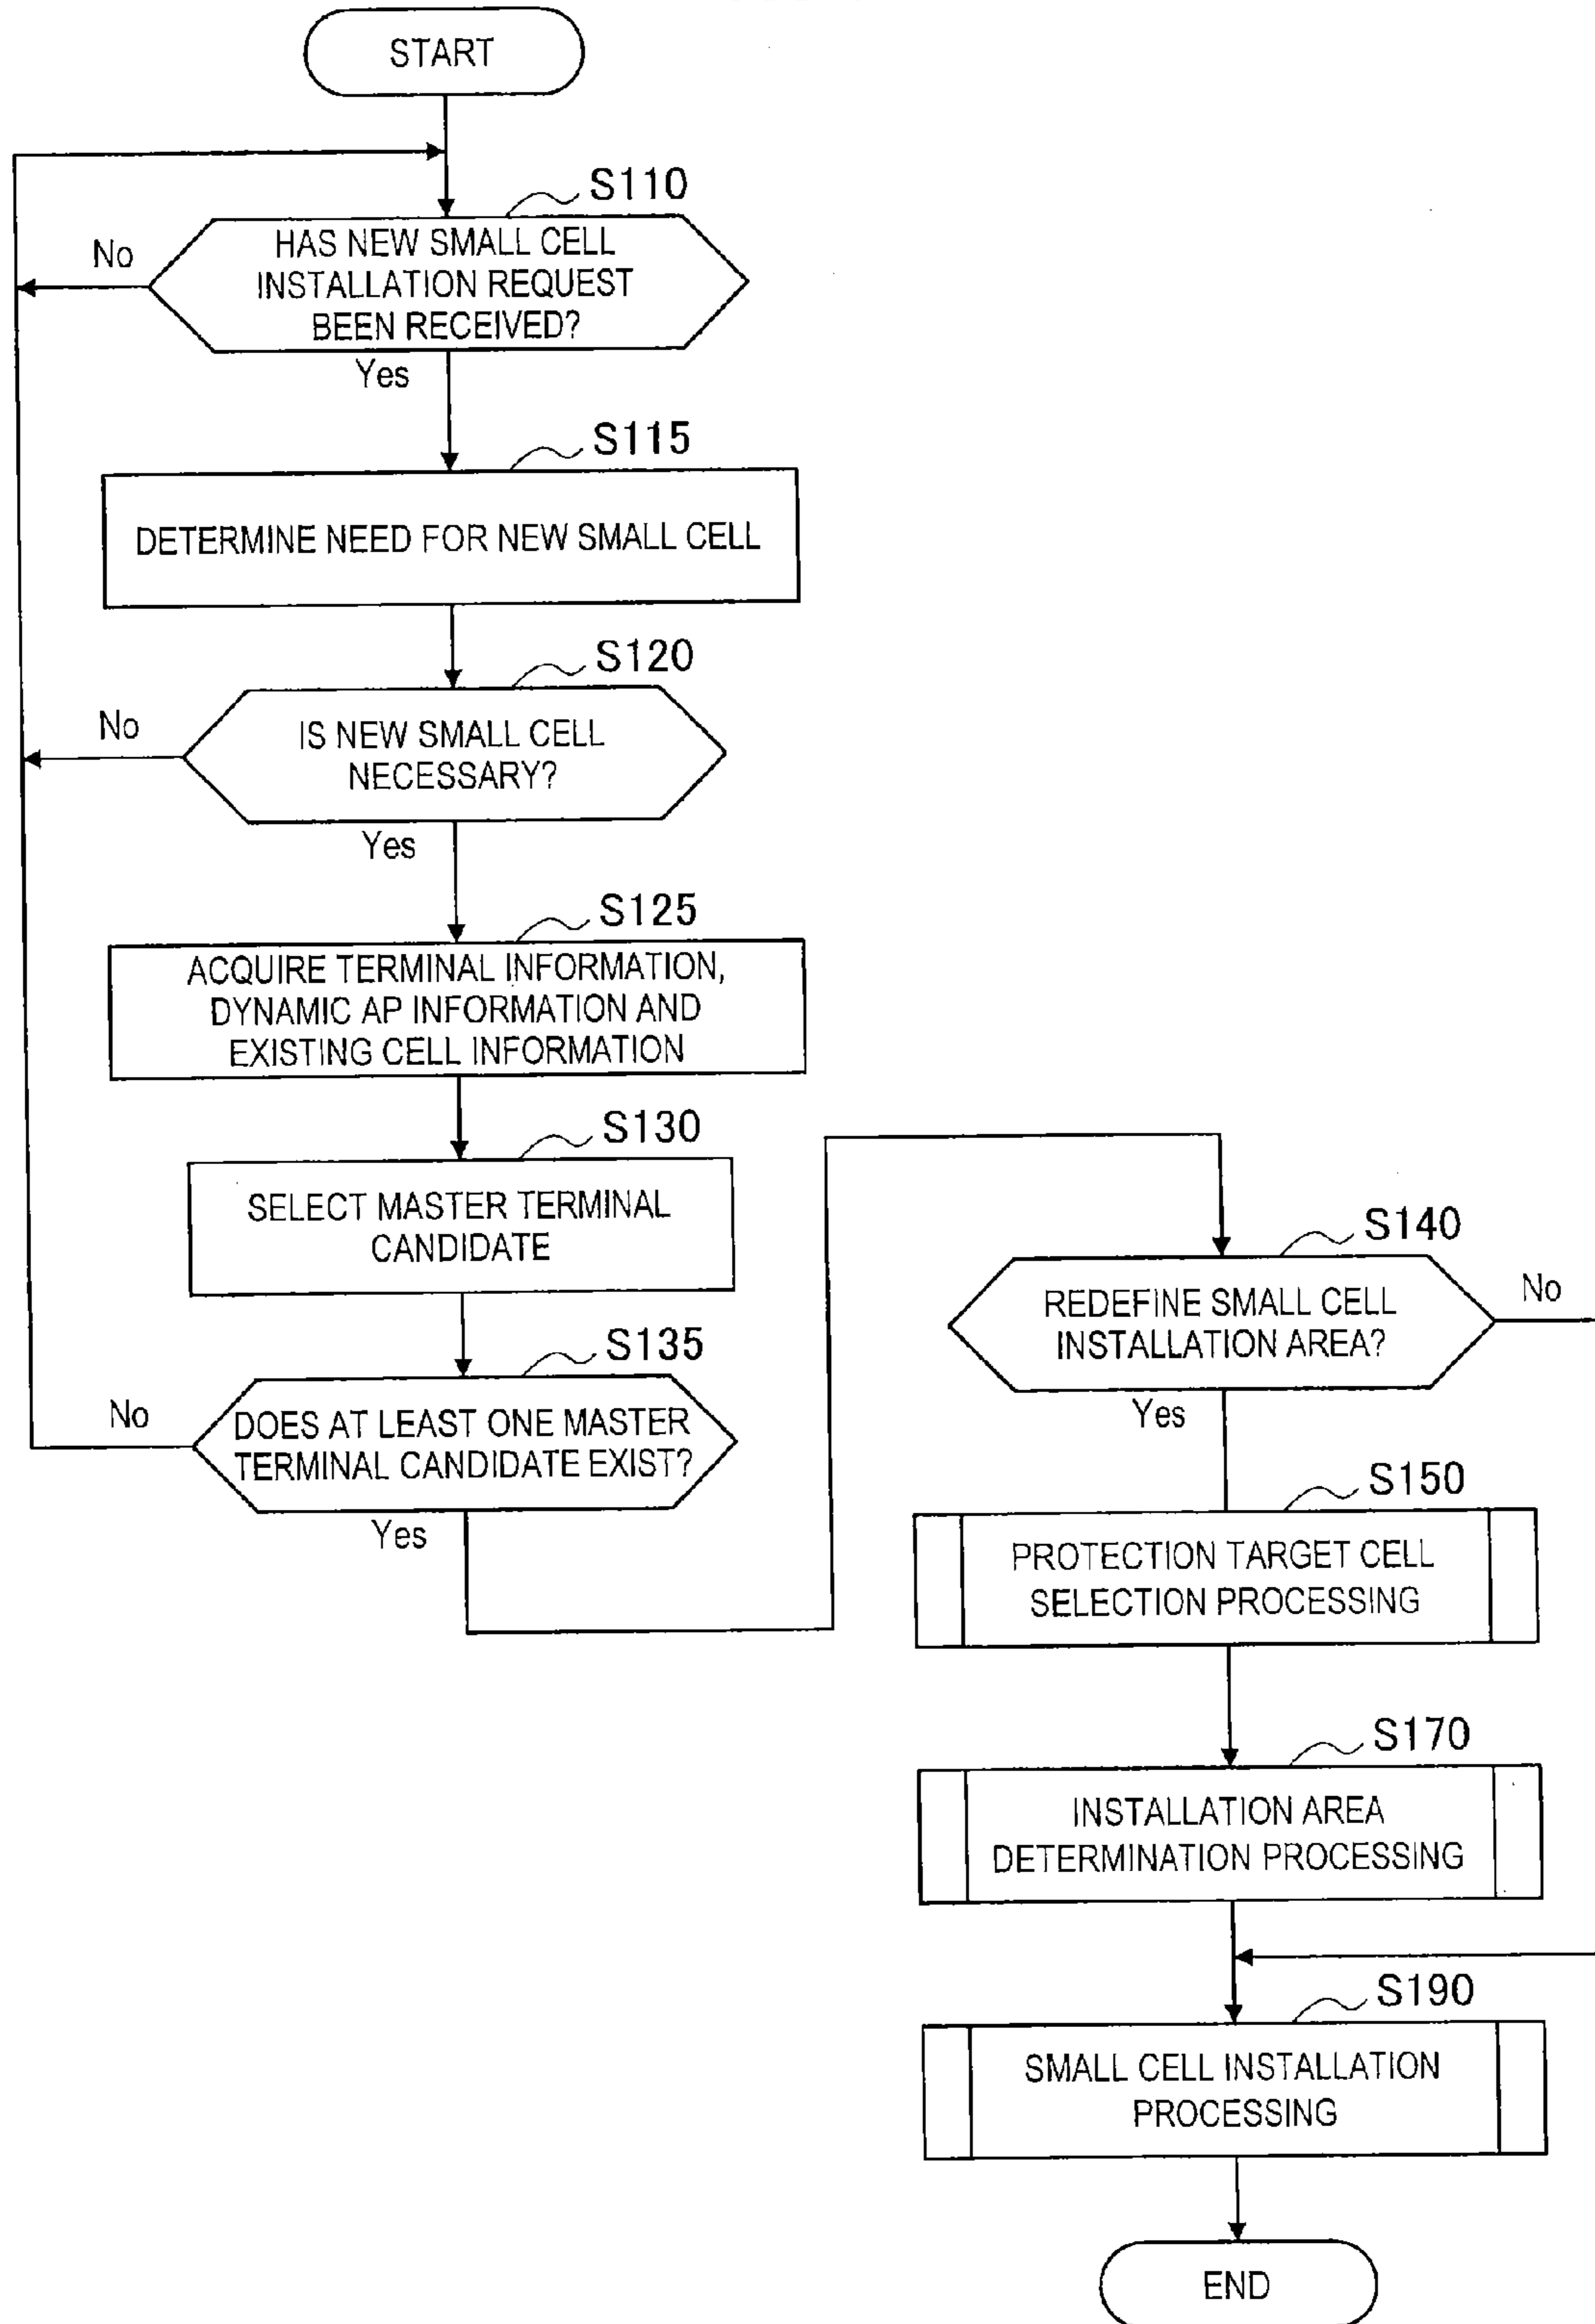 START
S110
No
HAS NEW SMALL CELL
INSTALLATION REQUEST
BEEN RECEIVED?
Yes
S115
DETERMINE NEED FOR NEW SMALL CELL
S120
No
IS NEW SMALL CELL
NECESSARY?
Yes
S125
ACQUIRE TERMINAL INFORMATION,
DYNAMIC AP INFORMATION AND
EXISTING CELL INFORMATION
S130
SELECT MASTER TERMINAL
CANDIDATE
S135
No
DOES AT LEAST ONE MASTER
TERMINAL CANDIDATE EXIST?
Yes
S140
REDEFINE SMALL CELL
INSTALLATION AREA?
No
Yes
S150
PROTECTION TARGET CELL
SELECTION PROCESSING
S170
INSTALLATION AREA
DETERMINATION PROCESSING
S190
SMALL CELL INSTALLATION
PROCESSING
END